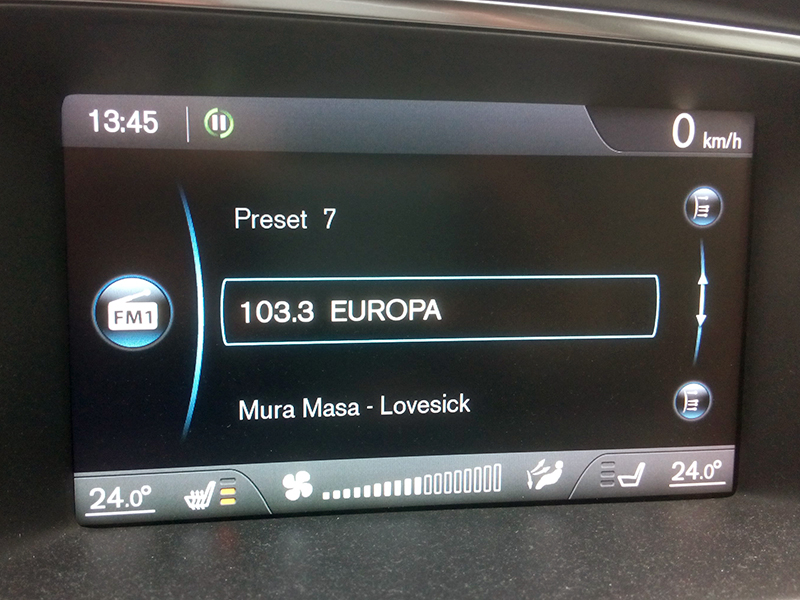 13:45
0 km/h
Preset 7
FM1
103.3 EUROPA
Mura Masa - Lovesick
24.0°
24.0°